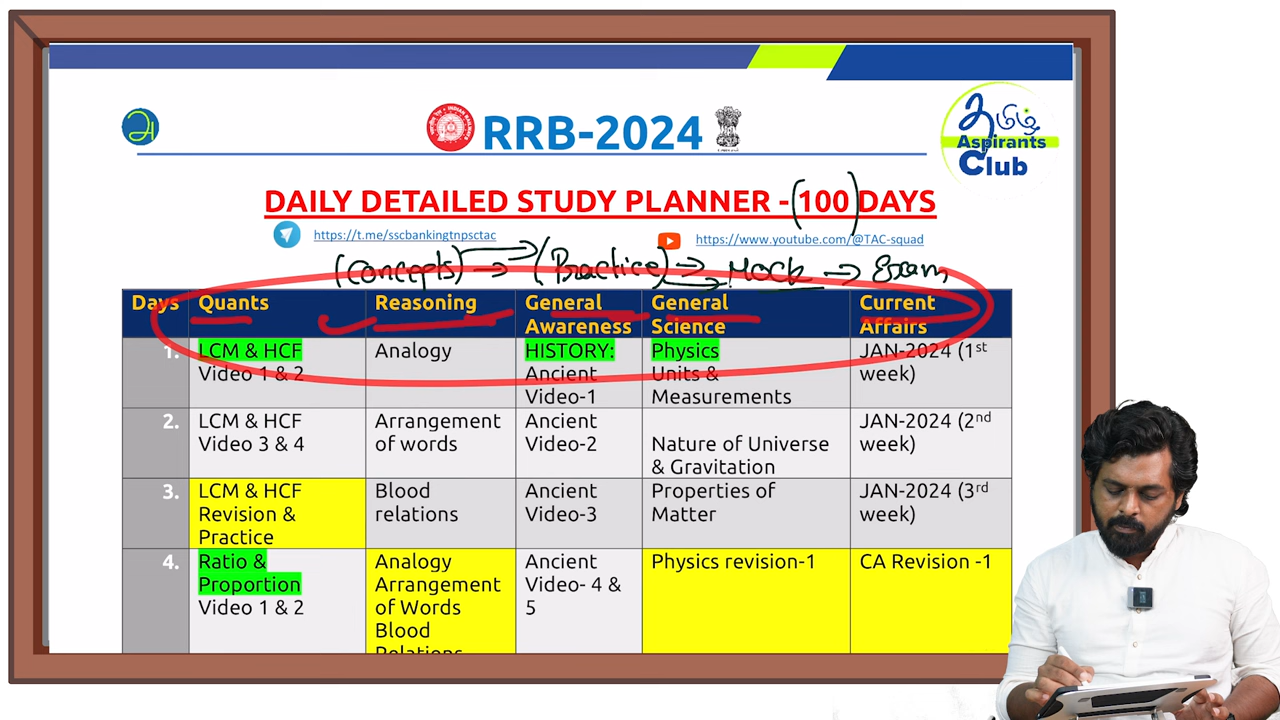 அ
RRB-2024
தமிழ்
Aspirants
Club
DAILY DETAILED STUDY PLANNER - (100) DAYS
https://t.me/sscbankingtnpsctac
https://www.youtube.com/@TAC-squad
(Concepts) → (Practice) → Mock → Exam
Days Quants Reasoning General Awareness General Science Current Affairs
1. LCM & HCF Video 1 & 2 Analogy HISTORY: Ancient Video-1 Physics Units & Measurements JAN-2024 (1st week)
2. LCM & HCF Video 3 & 4 Arrangement of words Ancient Video-2 Nature of Universe & Gravitation JAN-2024 (2nd week)
3. LCM & HCF Revision & Practice Blood relations Ancient Video-3 Properties of Matter JAN-2024 (3rd week)
4. Ratio & Proportion Video 1 & 2 Analogy Arrangement of Words Blood Relations Ancient Video- 4 & 5 Physics revision-1 CA Revision -1